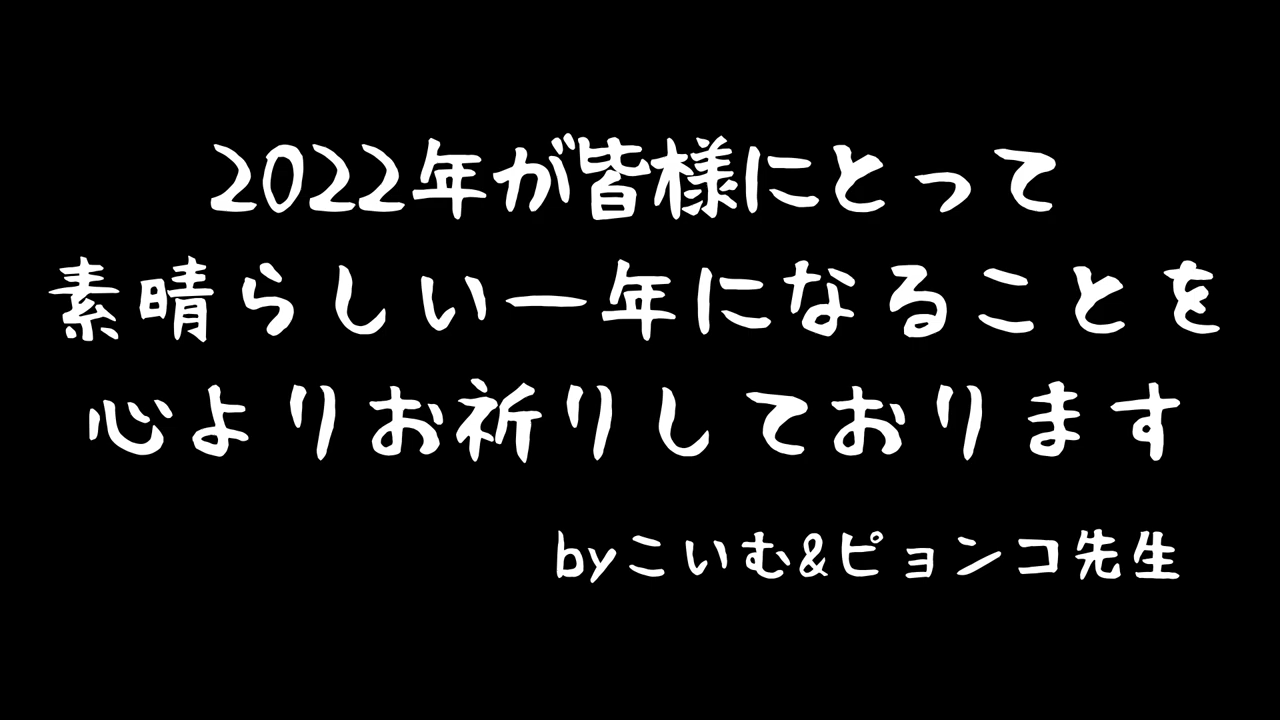 2022年が皆様にとって
素晴らしい一年になることを
心よりお祈りしております
byこいむ&ピョンコ先生